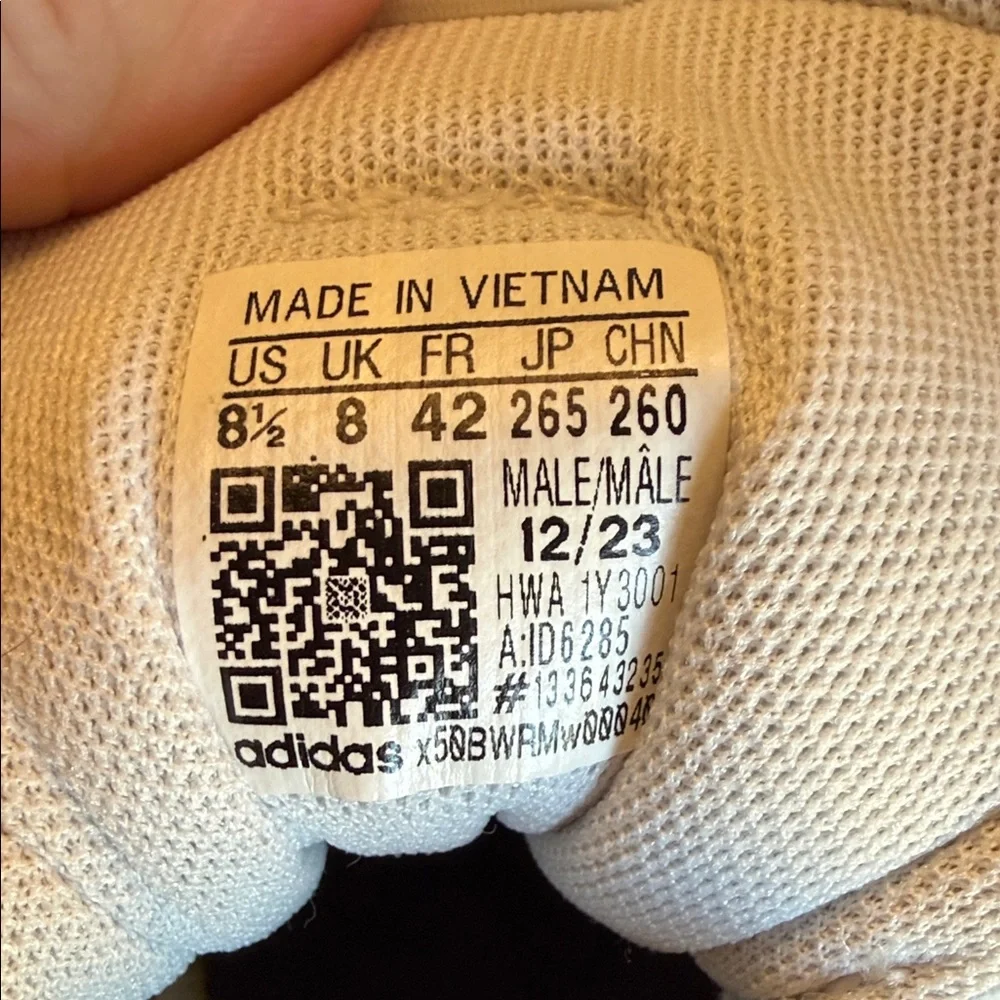 MADE IN VIETNAM
US UK FR JP CHN
8½ 8 42 265 260
MALE/MÂLE
12/23
HWA 1Y3001
A:ID6285
#133643235
adidas